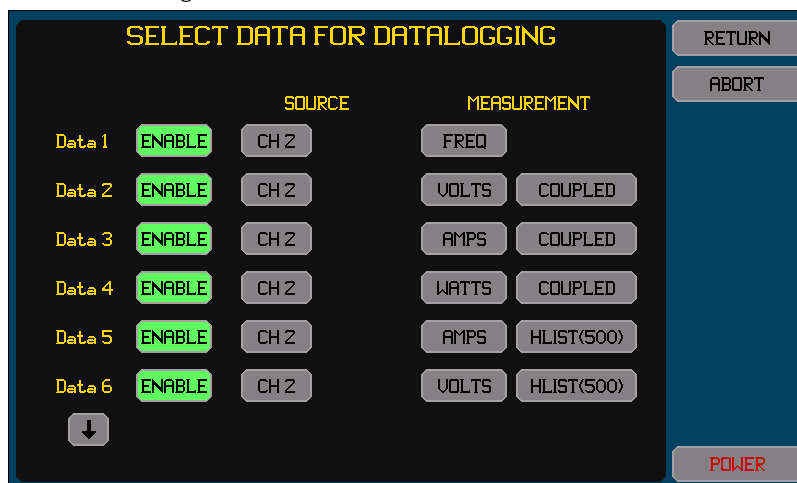 SELECT DATA FOR DATALOGGING
RETURN
ABORT
SOURCE MEASUREMENT
Data 1 ENABLE CH 2 FREQ
Data 2 ENABLE CH 2 VOLTS COUPLED
Data 3 ENABLE CH 2 AMPS COUPLED
Data 4 ENABLE CH 2 WATTS COUPLED
Data 5 ENABLE CH 2 AMPS HLIST(500)
Data 6 ENABLE CH 2 VOLTS HLIST(500)
POWER